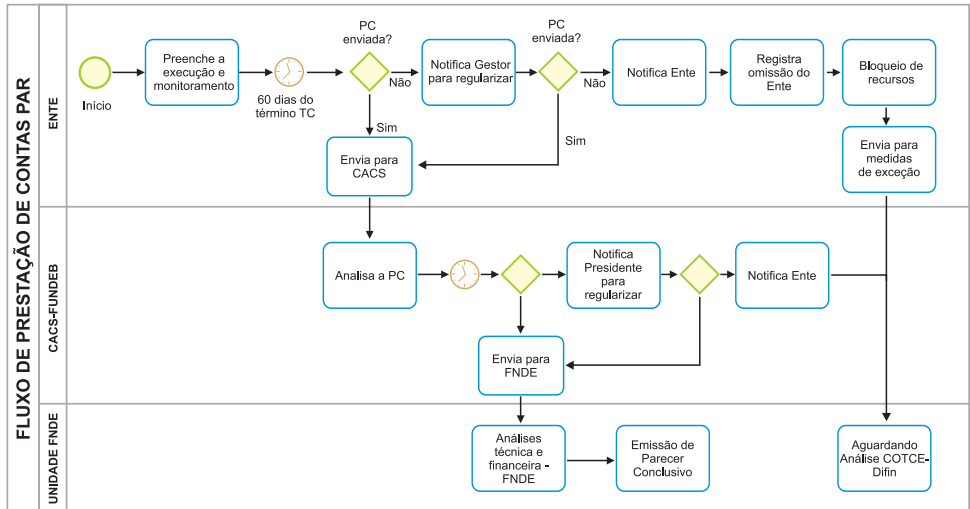 FLUXO DE PRESTAÇÃO DE CONTAS PAR
ENTE
Início
Preenche a
execução e
monitoramento
60 dias do
término TC
PC
enviada?
Não
Sim
Notifica Gestor
para regularizar
PC
enviada?
Não
Sim
Notifica Ente
Registra
omissão do
Ente
Bloqueio de
recursos
Envia para
CACS
Envia para
medidas
de exceção
CACS-FUNDEB
Analisa a PC
Notifica
Presidente
para
regularizar
Notifica Ente
Envia para
FNDE
UNIDADE FNDE
Análises
técnica e
financeira -
FNDE
Emissão de
Parecer
Conclusivo
Aguardando
Análise COTCE-
Difin